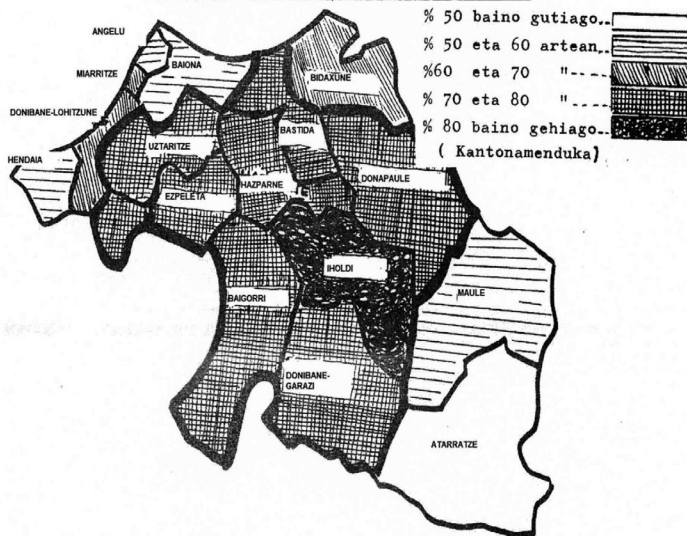 % 50 baino gutiago..
% 50 eta 60 artean..
%60 eta 70 "-----
% 70 eta 80 "-----
% 80 baino gehiago..
( Kantonamenduka)
ANGELU
MIARRITZE
BAIONA
BIDAXUNE
DONIBANE-LOHITZUNE
BASTIDA
UZTARITZE
HENDAIA
HAZPARNE
DONAPAULE
EZPELETA
IHOLDI
BAIGORRI
MAULE
DONIBANE-
GARAZI
ATARRATZE